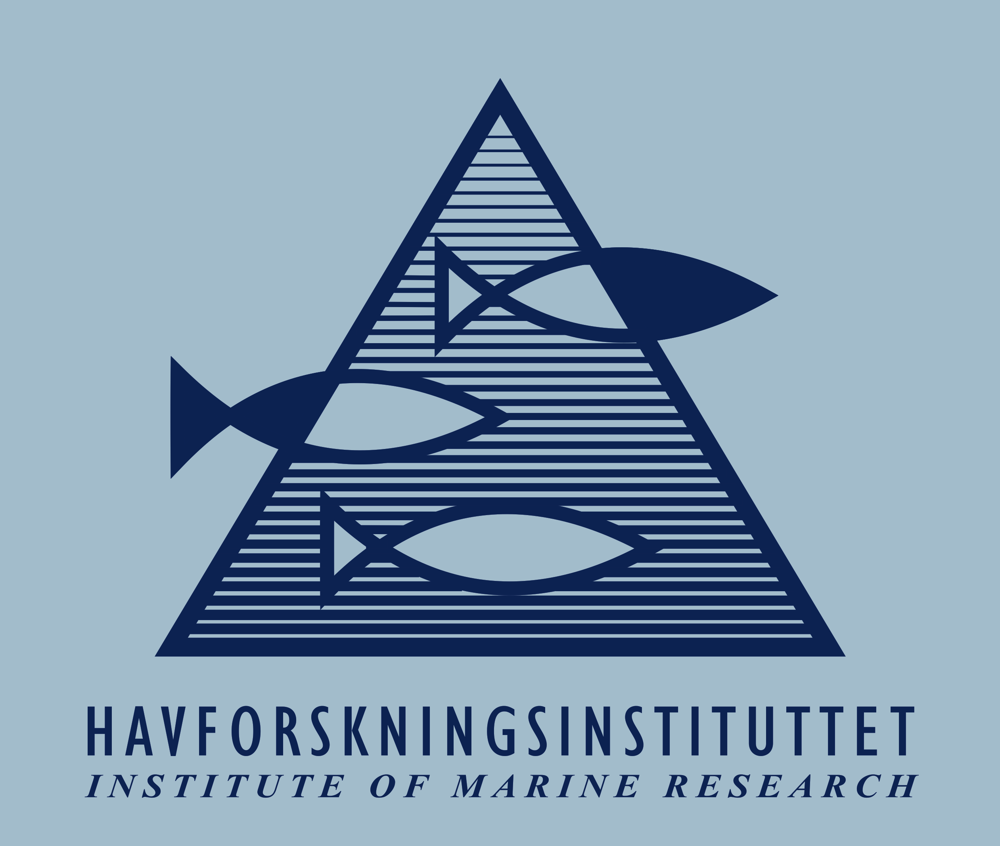 HAVFORSKNINGSINSTITUTTET
INSTITUTE OF MARINE RESEARCH